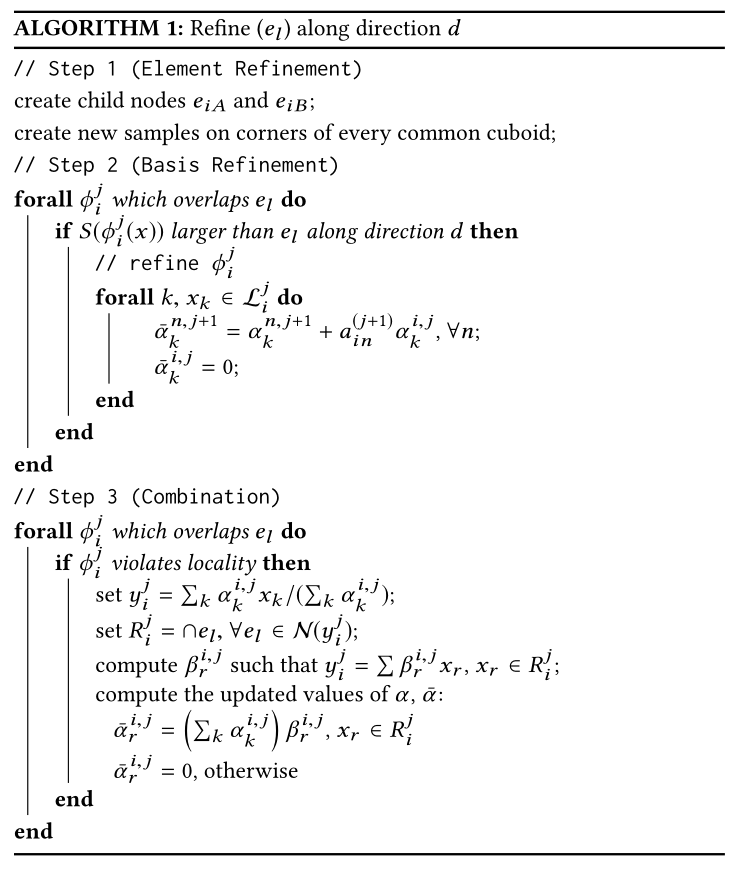 ALGORITHM 1: Refine (e_l) along direction d
// Step 1 (Element Refinement)
create child nodes e_{iA} and e_{iB};
create new samples on corners of every common cuboid;
// Step 2 (Basis Refinement)
forall ϕ_i^j which overlaps e_l do
if S(ϕ_i^j(x)) larger than e_l along direction d then
// refine ϕ_i^j
forall k, x_k ∈ ℒ_i^j do
ᾱ_k^{n,j+1} = α_k^{n,j+1} + a_{in}^{(j+1)} α_k^{i,j}, ∀n;
ᾱ_k^{i,j} = 0;
end
end
end
// Step 3 (Combination)
forall ϕ_i^j which overlaps e_l do
if ϕ_i^j violates locality then
set y_i^j = ∑_k α_k^{i,j} x_k/(∑_k α_k^{i,j});
set R_i^j = ∩e_l, ∀e_l ∈ 𝒩(y_i^j);
compute β_r^{i,j} such that y_i^j = ∑ β_r^{i,j} x_r, x_r ∈ R_i^j;
compute the updated values of α, ᾱ:
ᾱ_r^{i,j} = (∑_k α_k^{i,j}) β_r^{i,j}, x_r ∈ R_i^j
ᾱ_r^{i,j} = 0, otherwise
end
end